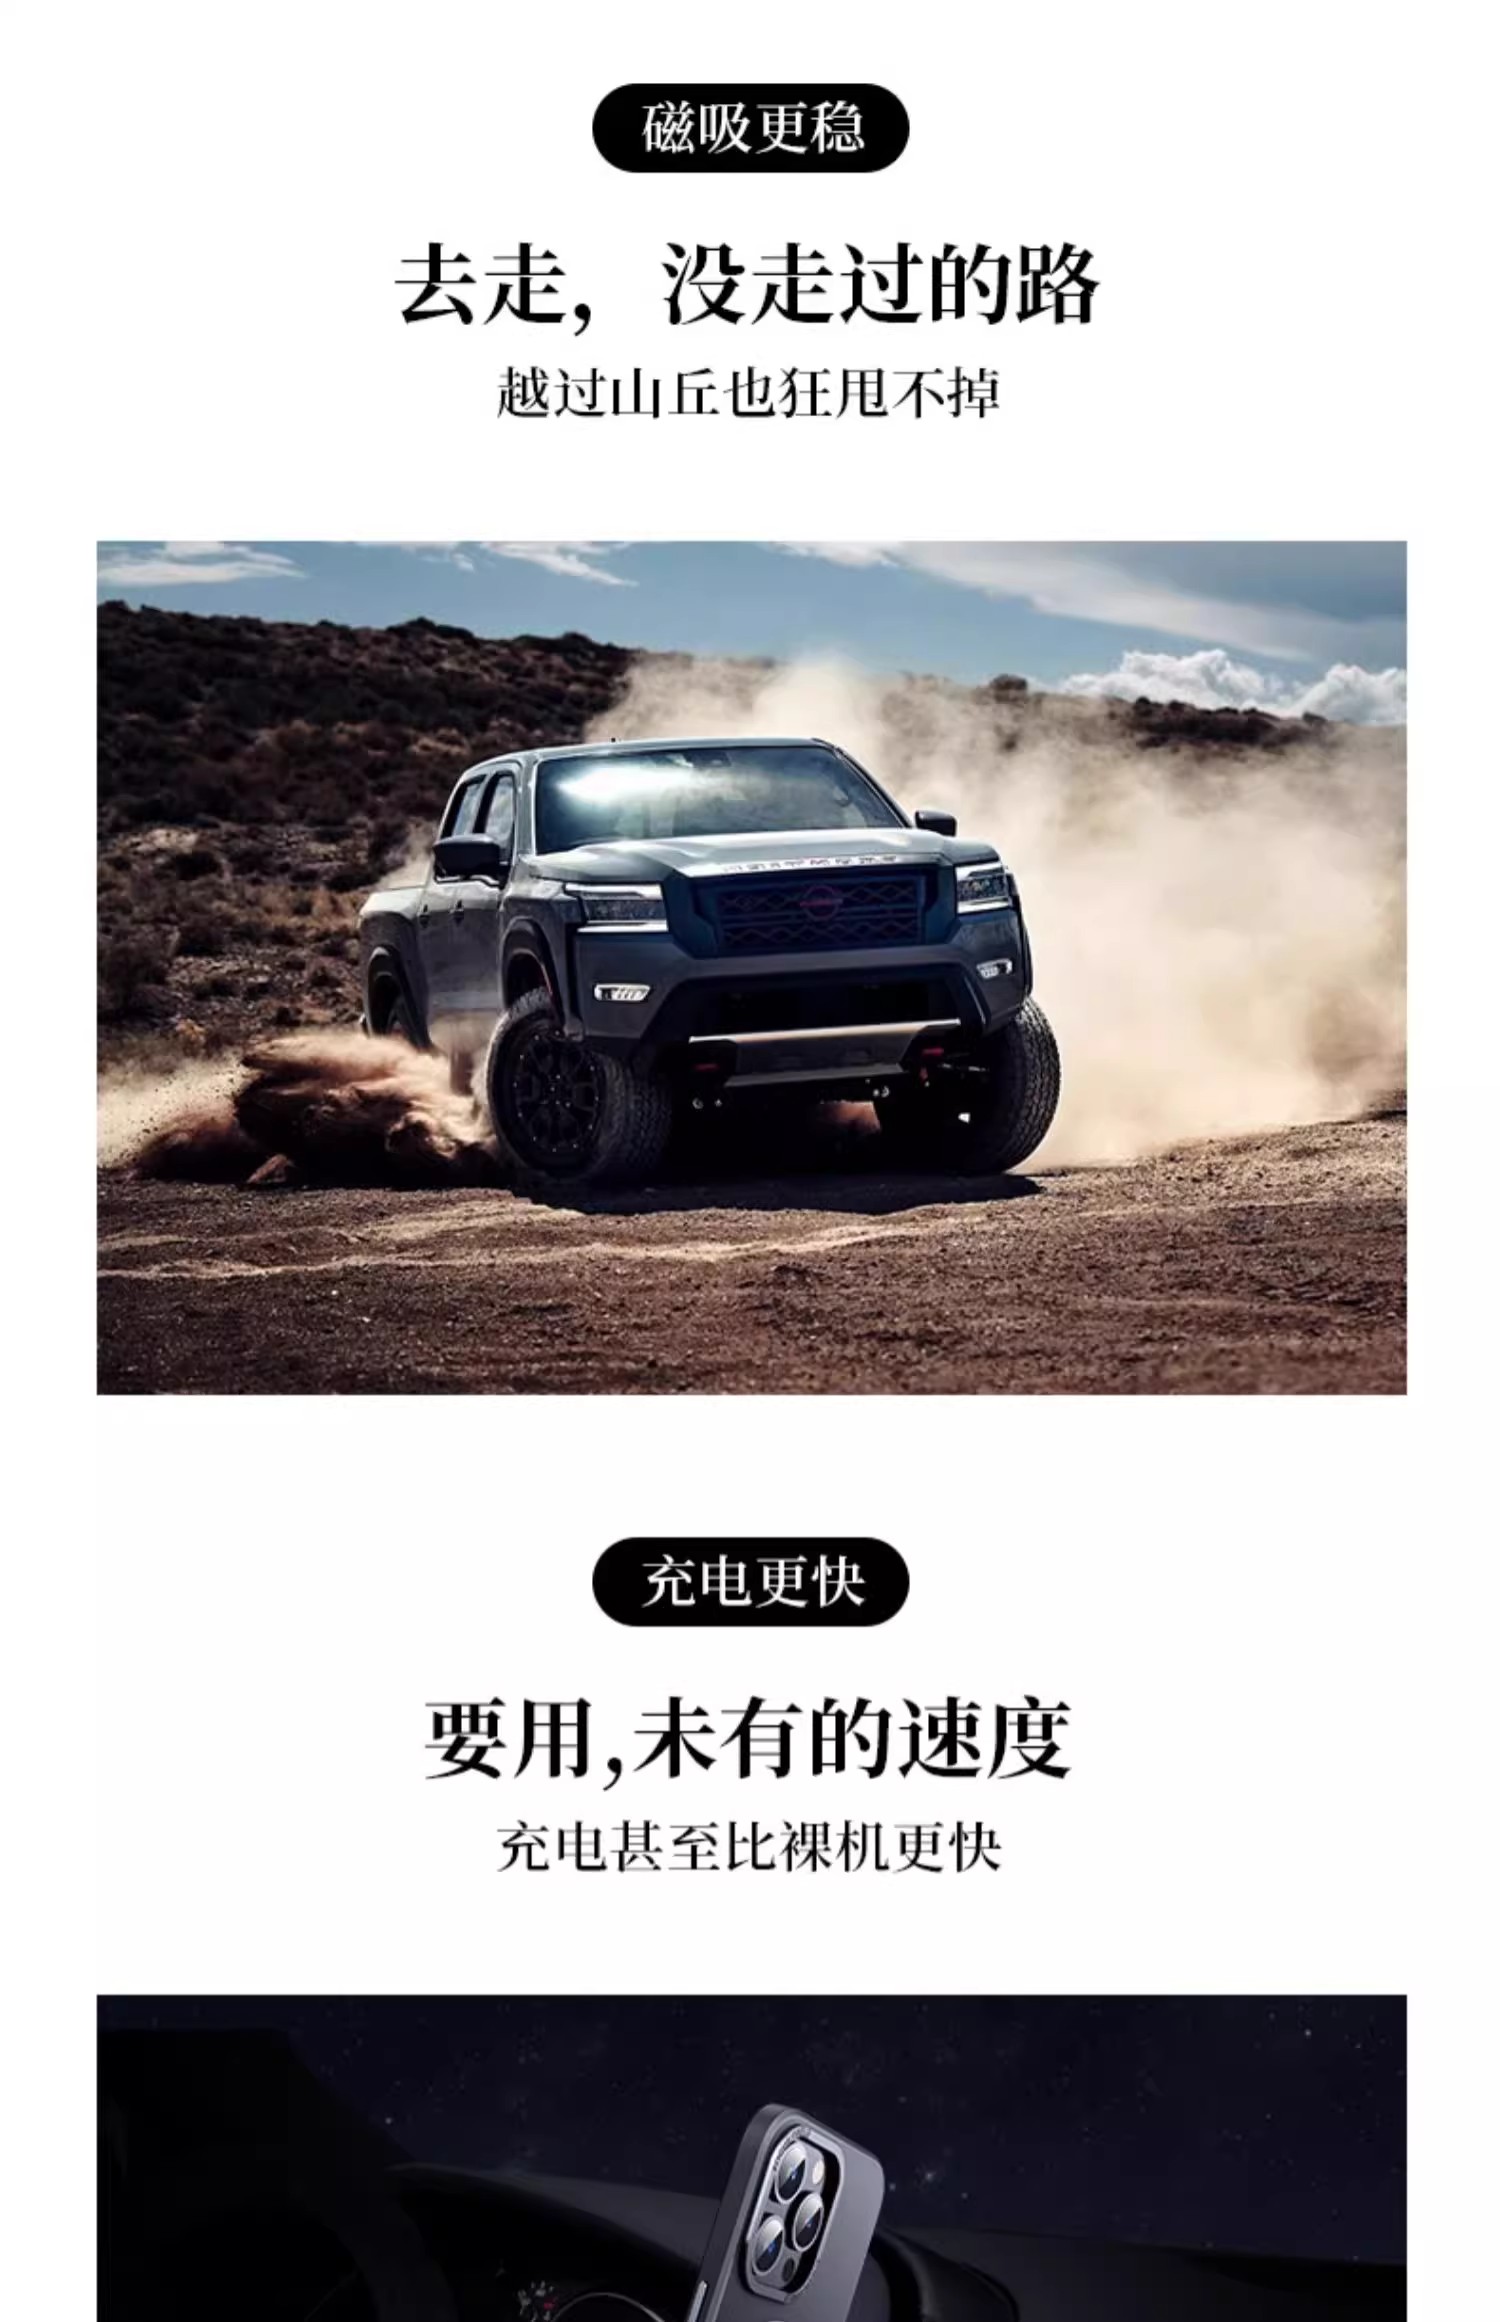 磁吸更稳
去走，没走过的路
越过山丘也狂甩不掉
充电更快
要用,未有的速度
充电甚至比裸机更快